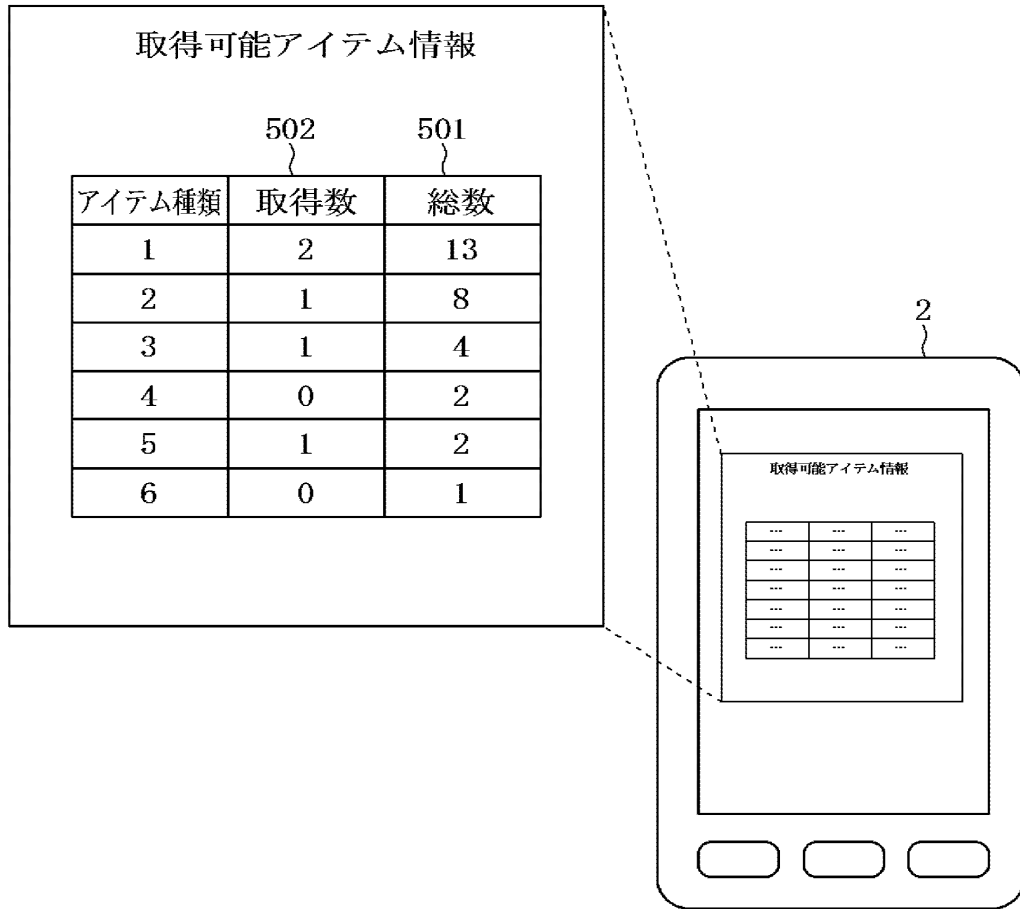 取得可能アイテム情報
502 501
アイテム種類 取得数 総数
1 2 13
2 1 8
3 1 4
4 0 2
5 1 2
6 0 1
2
取得可能アイテム情報
--- --- ---
--- --- ---
--- --- ---
--- --- ---
--- --- ---
--- --- ---
--- --- ---